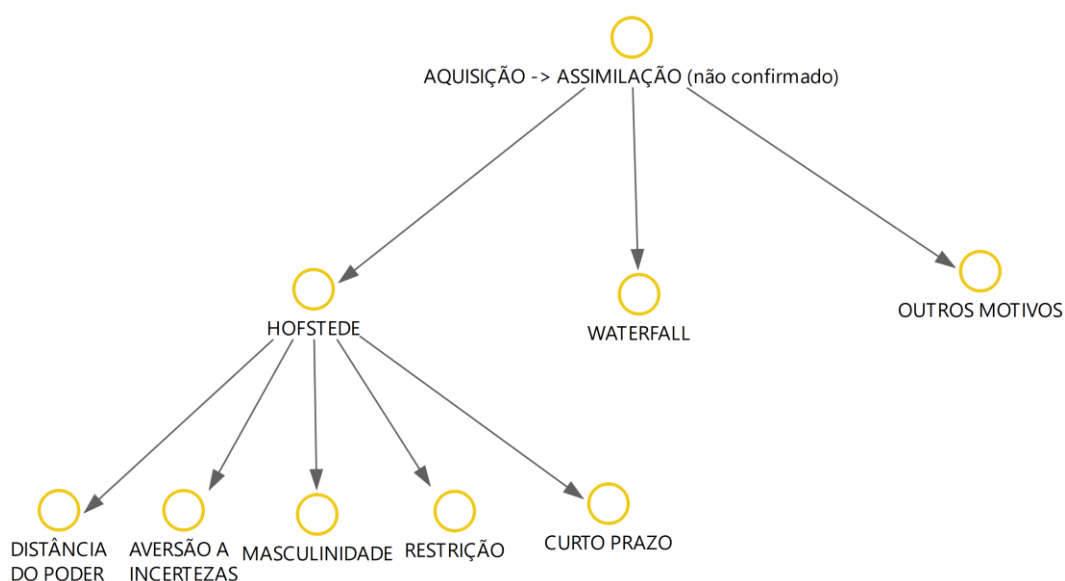 AQUISIÇÃO -> ASSIMILAÇÃO (não confirmado)
HOFSTEDE
WATERFALL
OUTROS MOTIVOS
DISTÂNCIA
DO PODER
AVERSÃO A
INCERTEZAS
MASCULINIDADE
RESTRIÇÃO
CURTO PRAZO